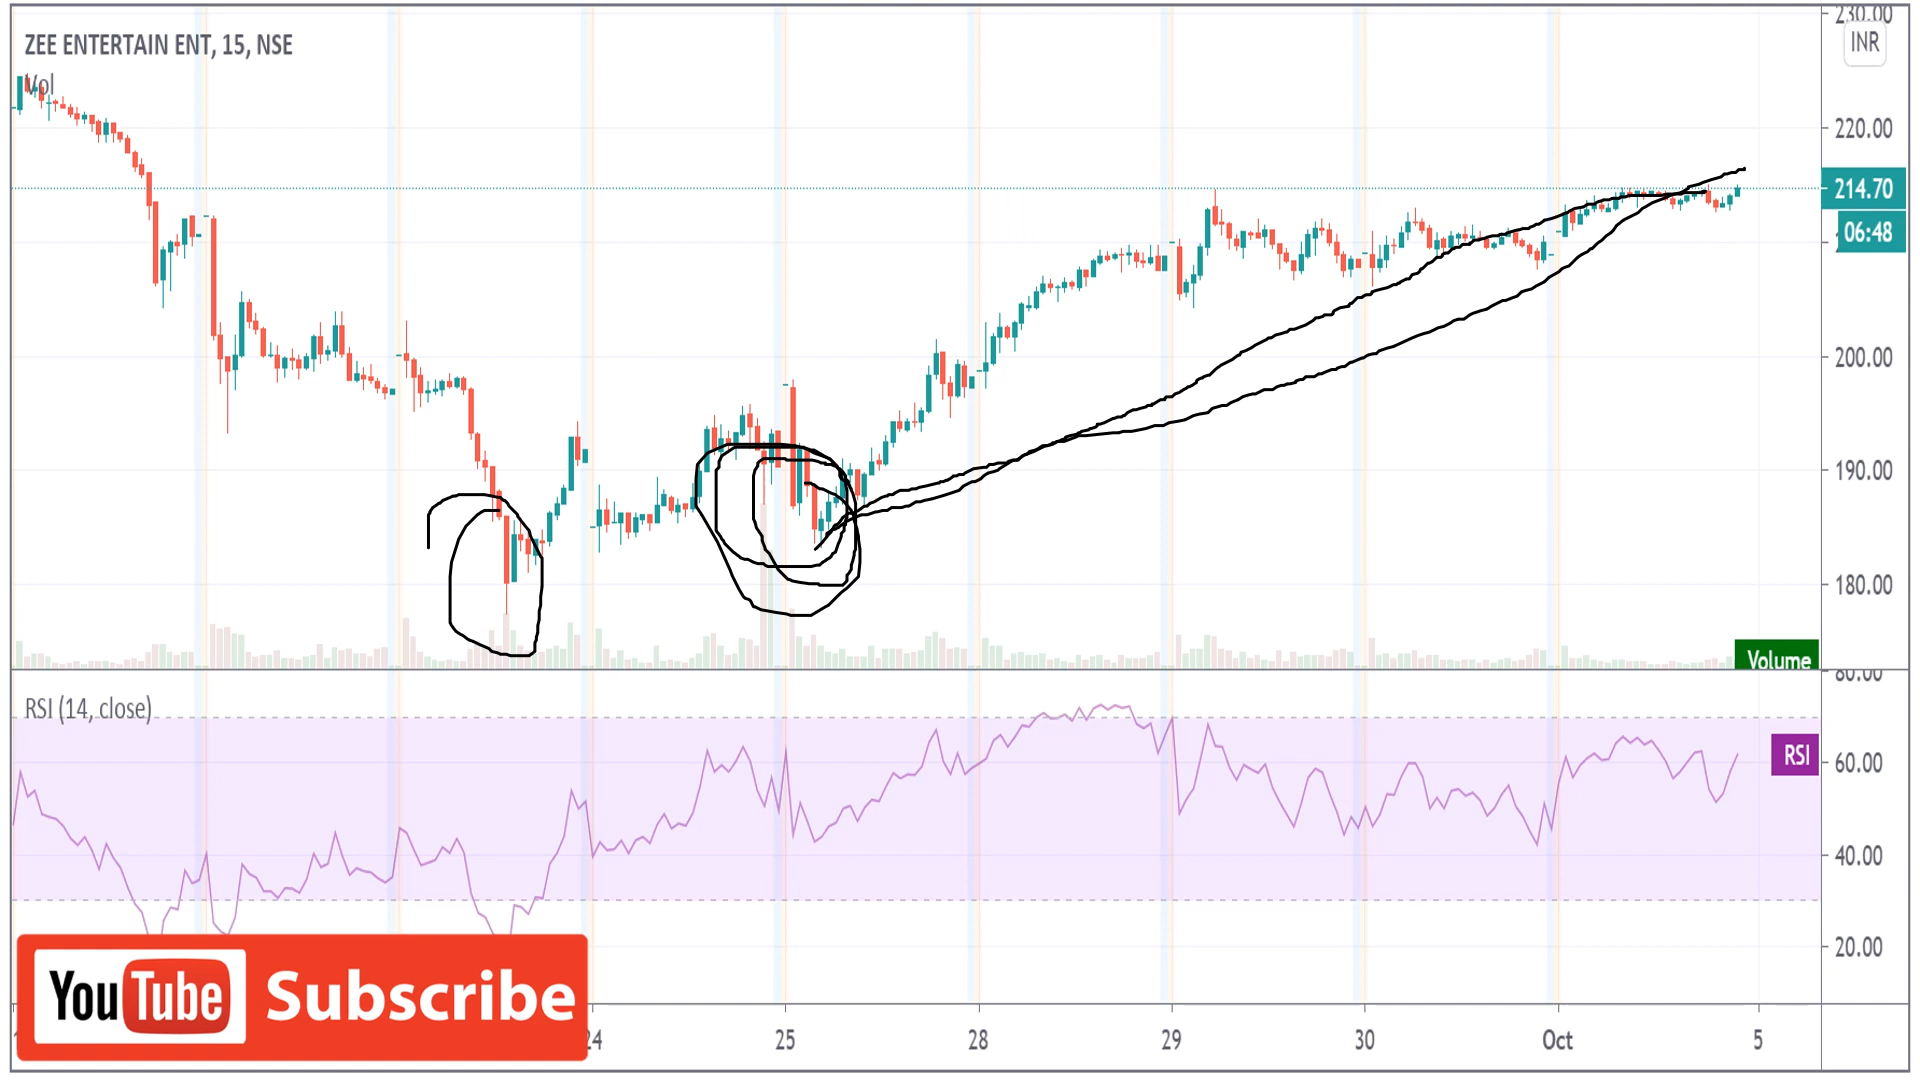 ZEE ENTERTAIN ENT, 15, NSE
Vol
230.00
INR
220.00
214.70
06:48
200.00
190.00
180.00
Volume
80.00
RSI (14, close)
RSI
60.00
40.00
20.00
YouTube Subscribe
24
25
28
29
30
Oct
5